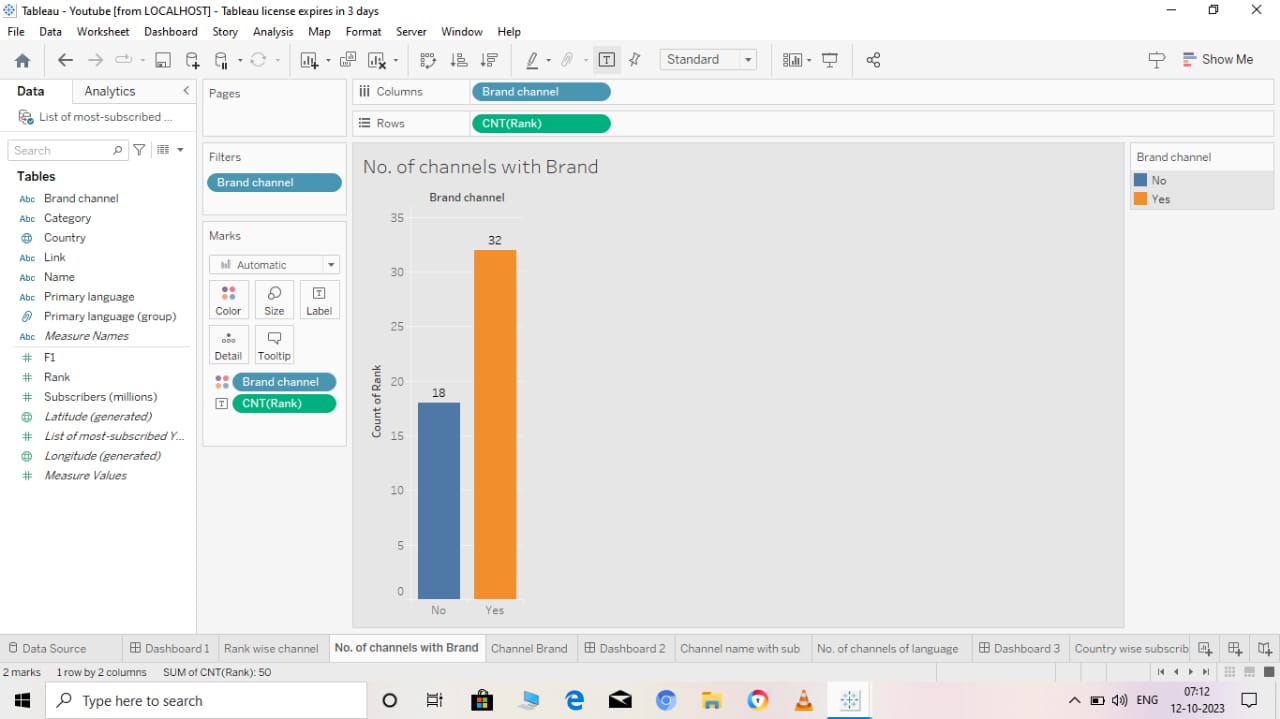 Tableau - Youtube [from LOCALHOST] - Tableau license expires in 3 days
File Data Worksheet Dashboard Story Analysis Map Format Server Window Help
Standard
Show Me
Data Analytics
List of most-subscribed ...
Search
Tables
Abc Brand channel
Abc Category
Country
Abc Link
Abc Name
Abc Primary language
Primary language (group)
Abc Measure Names
# F1
# Rank
# Subscribers (millions)
Latitude (generated)
# List of most-subscribed Y...
Longitude (generated)
# Measure Values
Pages
Filters
Brand channel
Marks
Automatic
Color Size Label
Detail Tooltip
Brand channel
CNT(Rank)
Columns Brand channel
Rows CNT(Rank)
No. of channels with Brand
Brand channel
35
30
25
20
15
10
5
0
Count of Rank
18
32
No Yes
Brand channel
No
Yes
Data Source Dashboard 1 Rank wise channel No. of channels with Brand Channel Brand Dashboard 2 Channel name with sub No. of channels of language Dashboard 3 Country wise subscrib
2 marks 1 row by 2 columns SUM of CNT(Rank): 50
Type here to search
ENG
07:12
12-10-2023